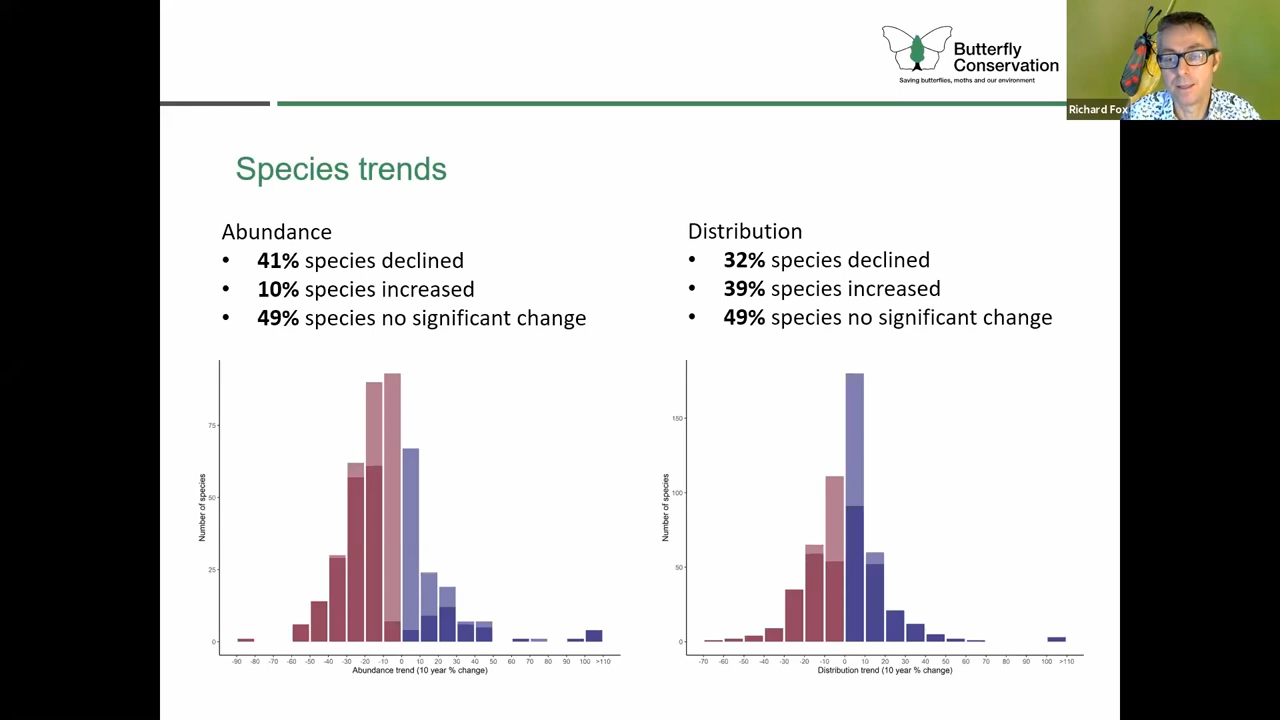 Butterfly
Conservation
Saving butterflies, moths and our environment
Richard Fox
Species trends
Abundance
• 41% species declined
• 10% species increased
• 49% species no significant change
Distribution
• 32% species declined
• 39% species increased
• 49% species no significant change
Number of species
75
50
25
0
-90 -80 -70 -60 -50 -40 -30 -20 -10 0 10 20 30 40 50 60 70 80 90 100 >110
Abundance trend (10 year % change)
Number of species
150
100
50
0
-70 -60 -50 -40 -30 -20 -10 0 10 20 30 40 50 60 70 80 90 100 >110
Distribution trend (10 year % change)